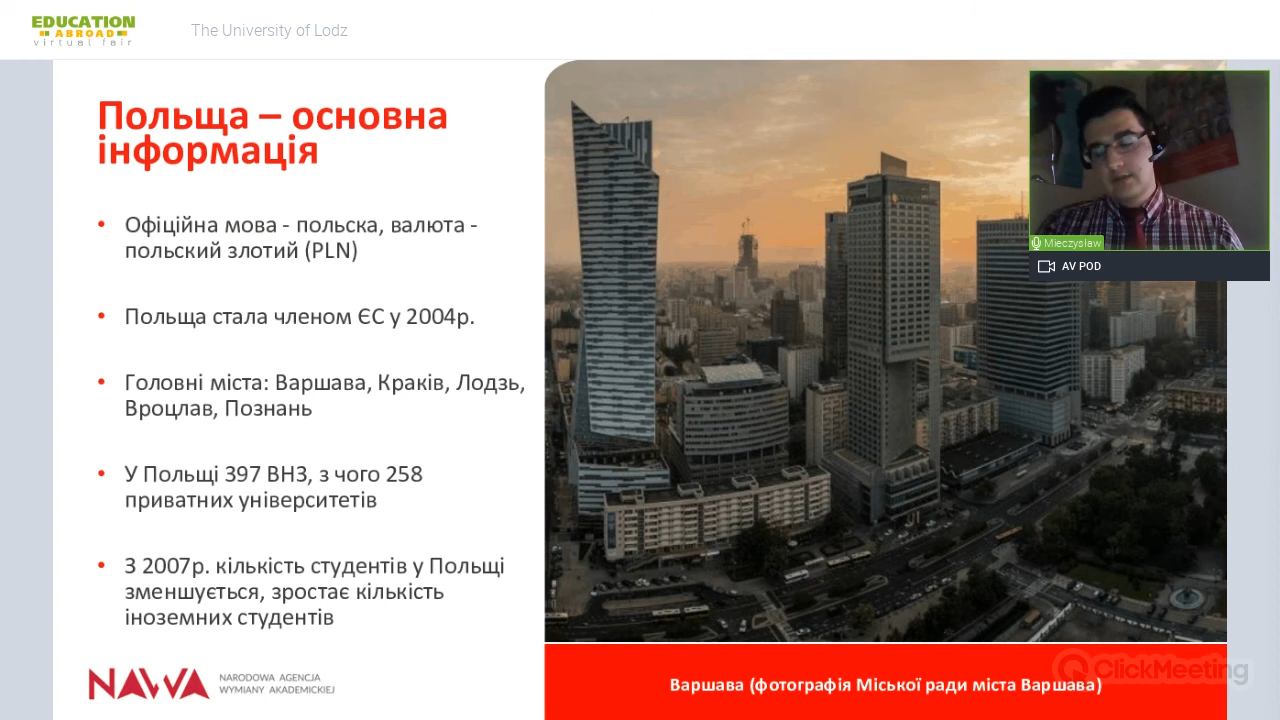 EDUCATION
ABROAD
virtual fair
The University of Lodz
Польща – основна
інформація
• Офіційна мова - польска, валюта -
польский злотий (PLN)
• Польща стала членом ЄС у 2004р.
• Головні міста: Варшава, Краків, Лодзь,
Вроцлав, Познань
• У Польщі 397 ВНЗ, з чого 258
приватних університетів
• З 2007р. кількість студентів у Польщі
зменшується, зростає кількість
іноземних студентів
NAWA
NARODOWA AGENCJA
WYMIANY AKADEMICKIEJ
Mieczysław
AV POD
Варшава (фотографія Міської ради міста Варшава)
ClickMeeting